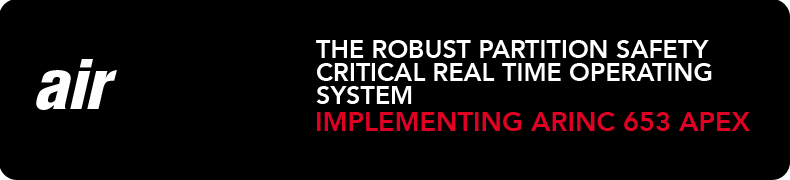 air
THE ROBUST PARTITION SAFETY
CRITICAL REAL TIME OPERATING
SYSTEM
IMPLEMENTING ARINC 653 APEX